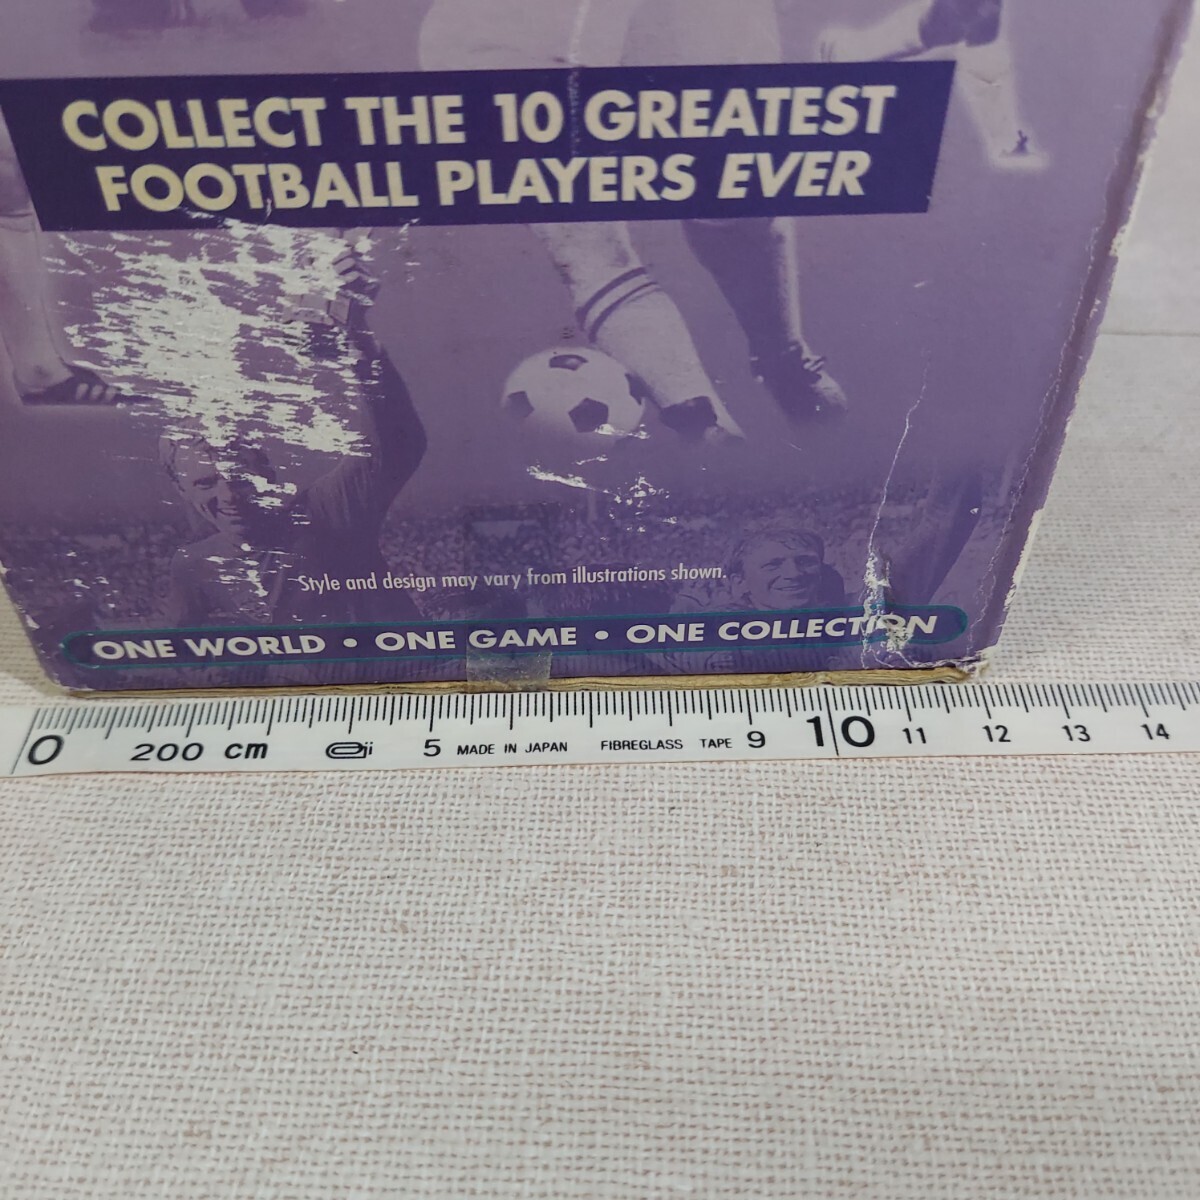 COLLECT THE 10 GREATEST
FOOTBALL PLAYERS EVER
Style and design may vary from illustrations shown.
ONE WORLD • ONE GAME • ONE COLLECTION
0 200 cm 5 MADE IN JAPAN FIBREGLASS TAPE 9 10 11 12 13 14